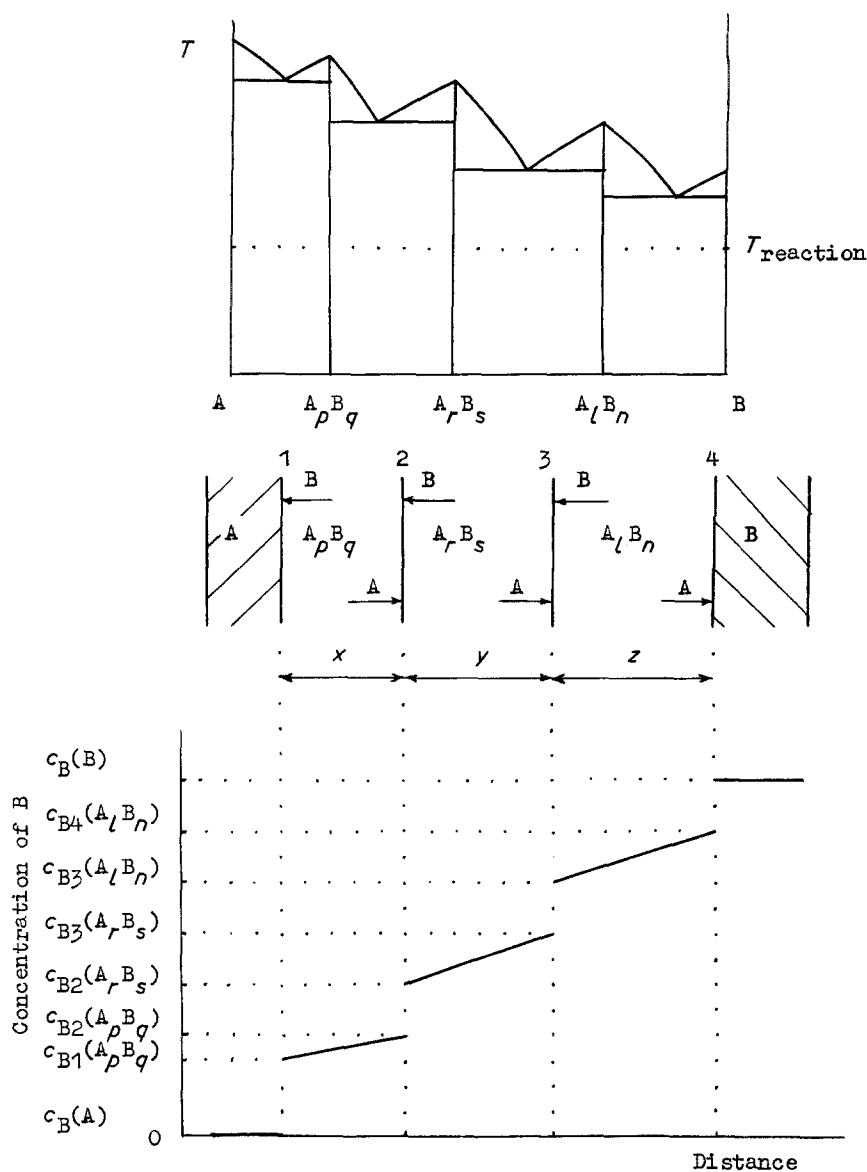 T
T reaction
A ApBq ArBs AlBn B
1 2 3 4
B B B
A ApBq ArBs AlBn B
A A A
x y z
Concentration of B
cB(B)
cB4(AlBn)
cB3(AlBn)
cB3(ArBs)
cB2(ArBs)
cB2(ApBq)
cB1(ApBq)
cB(A)
0
Distance